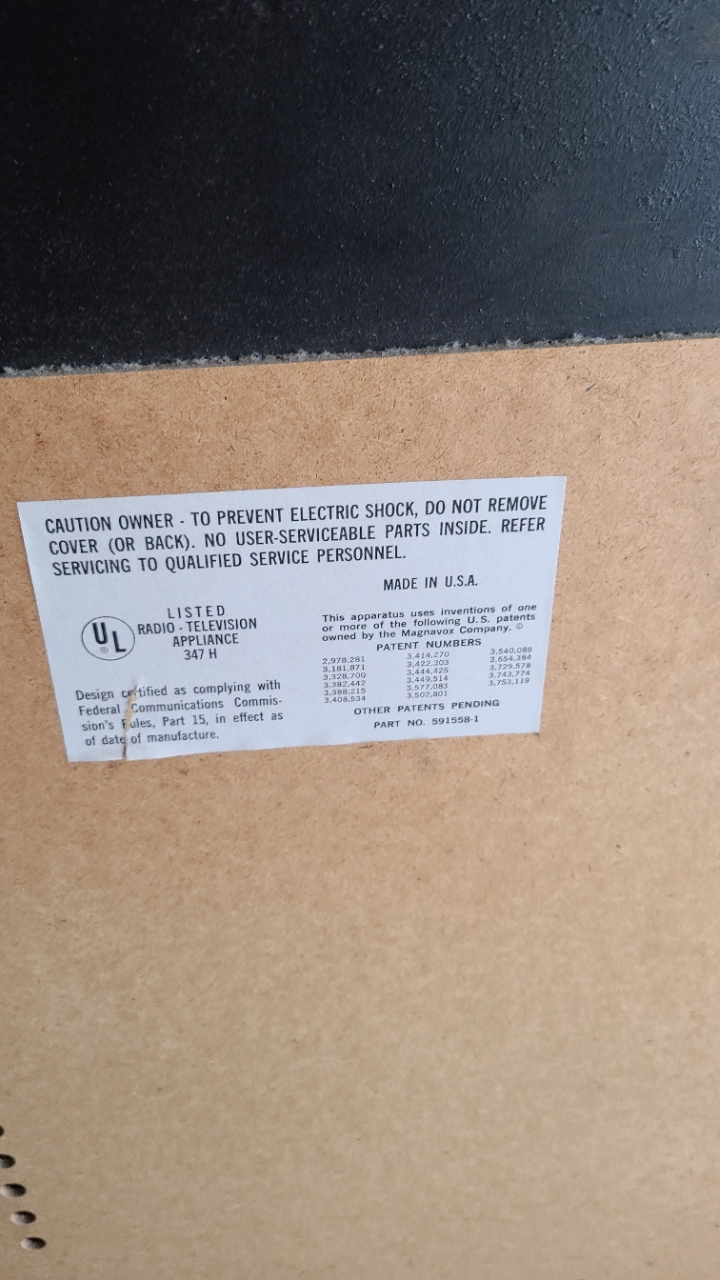 CAUTION OWNER - TO PREVENT ELECTRIC SHOCK, DO NOT REMOVE
COVER (OR BACK). NO USER-SERVICEABLE PARTS INSIDE. REFER
SERVICING TO QUALIFIED SERVICE PERSONNEL.
MADE IN U.S.A.
UL
®
LISTED
RADIO - TELEVISION
APPLIANCE
347 H
Design certified as complying with
Federal Communications Commis-
sion's Rules, Part 15, in effect as
of date of manufacture.
This apparatus uses inventions of one
or more of the following U.S. patents
owned by the Magnavox Company. ©
PATENT NUMBERS
2,978,281 3,414,270 3,540,088
3,181,871 3,422,303 3,654,384
3,328,700 3,444,425 3,729,578
3,382,442 3,449,514 3,743,774
3,388,215 3,577,083 3,753,119
3,408,534 3,502,801
OTHER PATENTS PENDING
PART NO. 591558-1